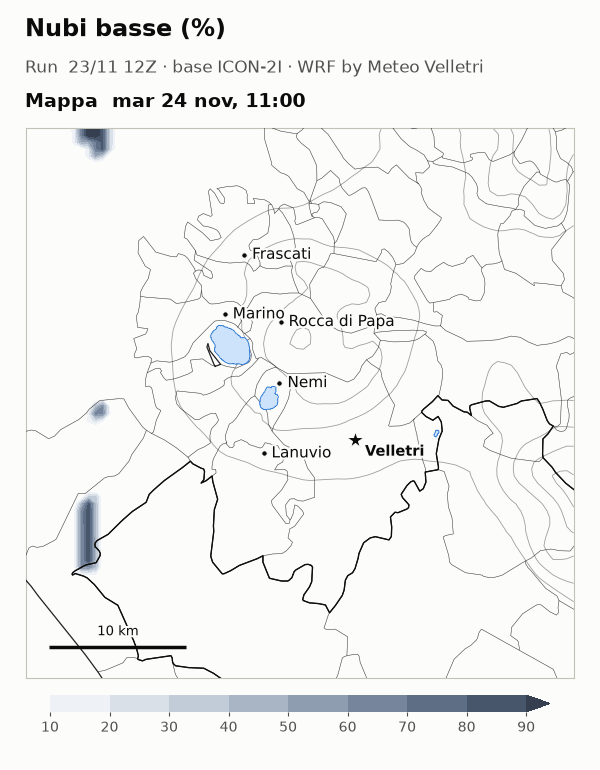 Nubi basse (%)
Run  23/11 12Z · base ICON-2I · WRF by Meteo Velletri
Mappa  mar 24 nov, 11:00
Frascati
Marino
Rocca di Papa
Nemi
Velletri
Lanuvio
10 km
10 20 30 40 50 60 70 80 90